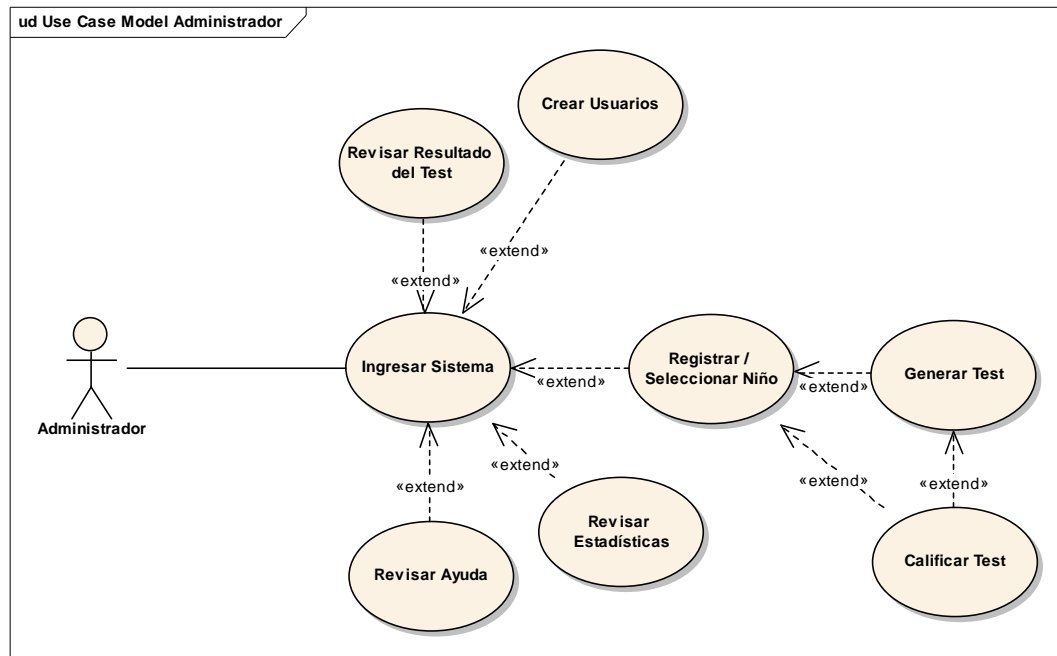 ud Use Case Model Administrador
Crear Usuarios
Revisar Resultado
del Test
«extend»
«extend»
Ingresar Sistema
Registrar /
Seleccionar Niño
Generar Test
«extend»
«extend»
Administrador
«extend»
«extend»
«extend»
«extend»
Revisar
Estadísticas
Revisar Ayuda
Calificar Test